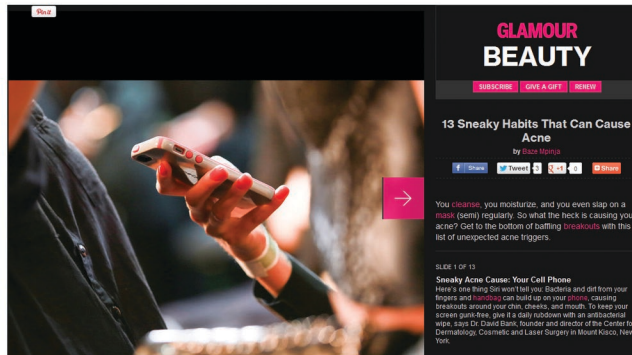 Pin it
GLAMOUR
BEAUTY
SUBSCRIBE GIVE A GIFT RENEW
13 Sneaky Habits That Can Cause
Acne
by Baze Mpinja
Share Tweet 3 +1 0 Share
You cleanse, you moisturize, and you even slap on a
mask (semi) regularly. So what the heck is causing you
acne? Get to the bottom of baffling breakouts with this
list of unexpected acne triggers.
SLIDE 1 OF 13
Sneaky Acne Cause: Your Cell Phone
Here's one thing Siri won't tell you: Bacteria and dirt from your
fingers and handbag can build up on your phone, causing
breakouts around your chin, cheeks, and mouth. To keep your
screen gunk-free, give it a daily rubdown with an antibacterial
wipe, says Dr. David Bank, founder and director of the Center fo
Dermatology, Cosmetic and Laser Surgery in Mount Kisco, New
York.